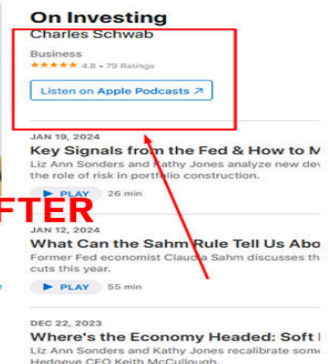 On Investing
Charles Schwab
Business
★★★★★ 4.8 • 79 Ratings
Listen on Apple Podcasts ↗
JAN 19, 2024
Key Signals from the Fed & How to M
Liz Ann Sonders and Kathy Jones analyze new dev
the role of risk in portfolio construction.
▶ PLAY 26 min
FTER
JAN 12, 2024
What Can the Sahm Rule Tell Us Abo
Former Fed economist Claudia Sahm discusses th
cuts this year.
▶ PLAY 55 min
DEC 22, 2023
Where's the Economy Headed: Soft
Liz Ann Sonders and Kathy Jones recalibrate some
Hedgeye CEO Keith McCullough.